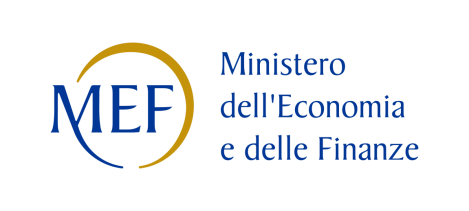 MEF
Ministero
dell'Economia
e delle Finanze